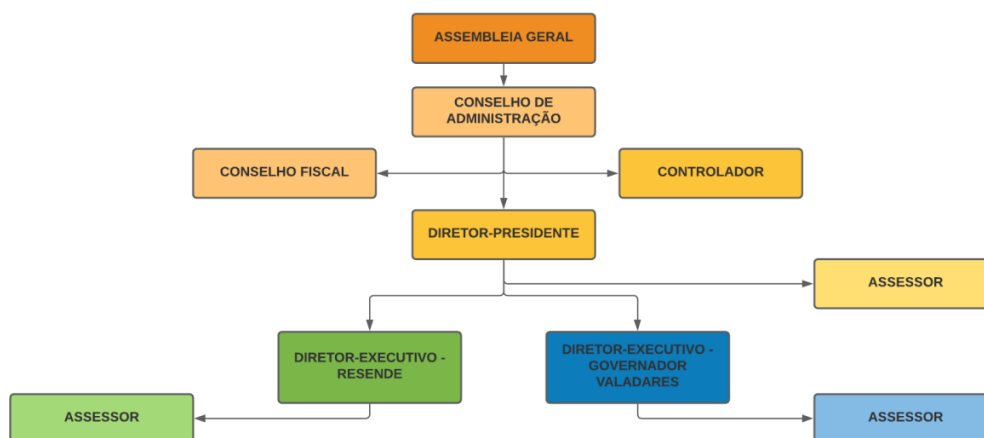 ASSEMBLEIA GERAL
CONSELHO DE
ADMINISTRAÇÃO
CONSELHO FISCAL
CONTROLADOR
DIRETOR-PRESIDENTE
ASSESSOR
DIRETOR-EXECUTIVO -
RESENDE
DIRETOR-EXECUTIVO -
GOVERNADOR
VALADARES
ASSESSOR
ASSESSOR